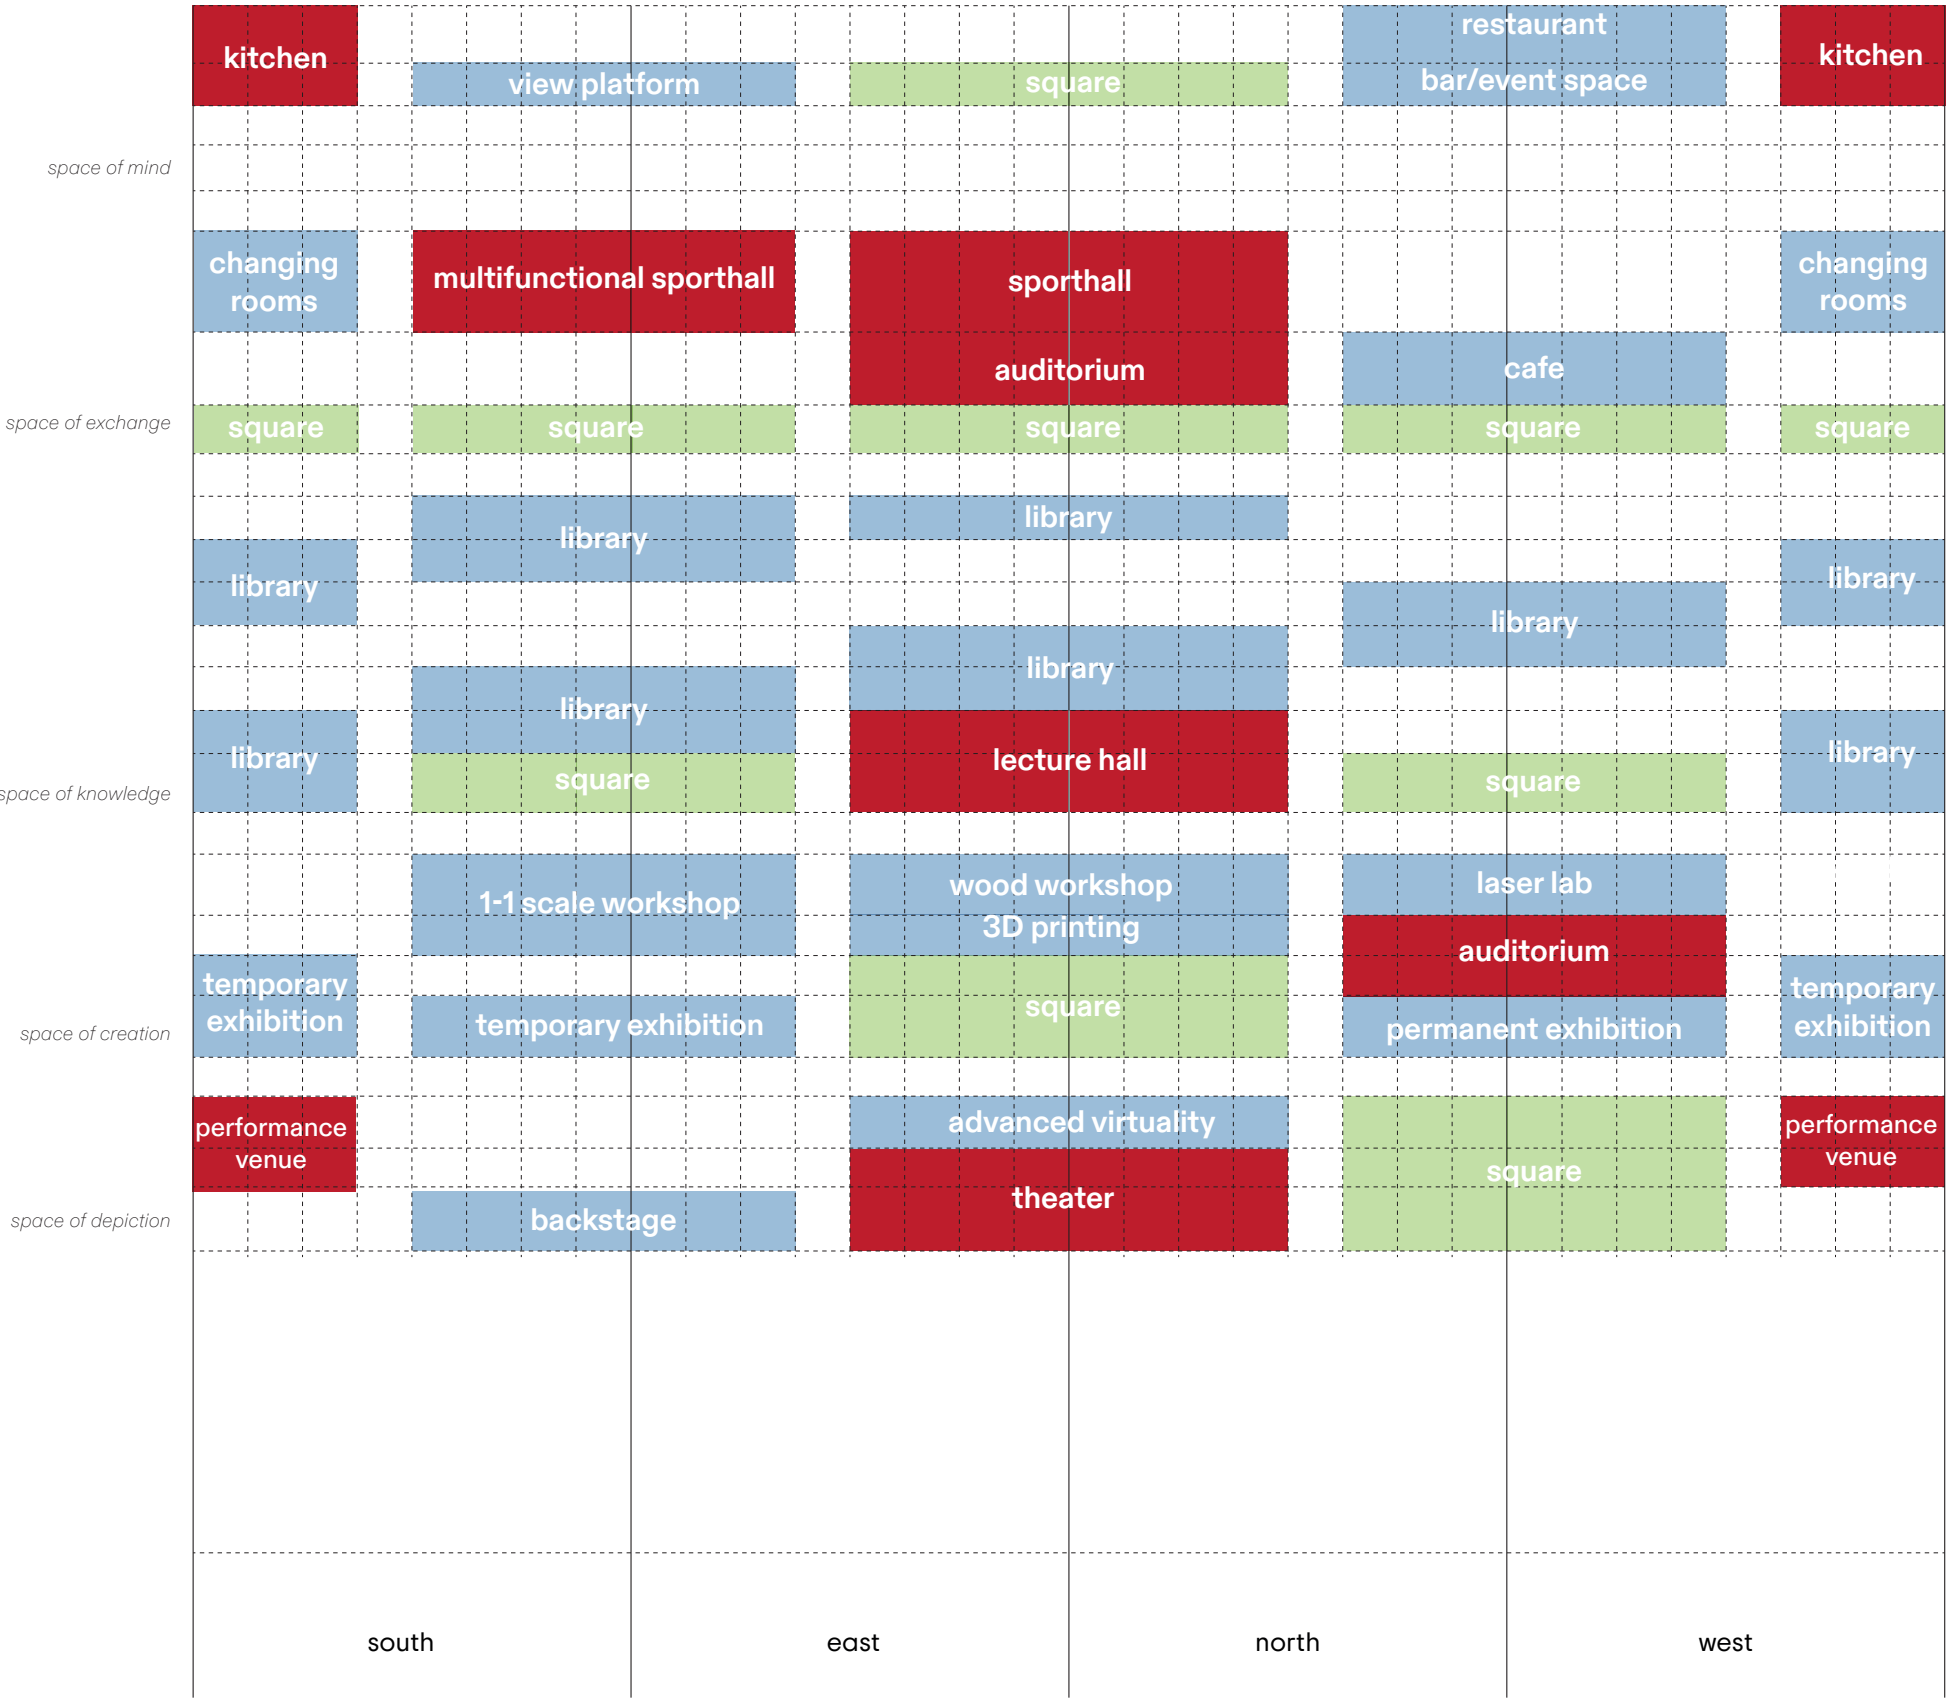 kitchen
view platform
square
restaurant
bar/event space
kitchen
space of mind
changing
rooms
multifunctional sporthall
sporthall
changing
rooms
auditorium
cafe
space of exchange
square
square
square
square
square
library
library
library
library
library
library
library
library
library
lecture hall
library
square
square
space of knowledge
1-1 scale workshop
wood workshop
3D printing
laser lab
auditorium
temporary
exhibition
temporary exhibition
square
permanent exhibition
temporary
exhibition
space of creation
performance
venue
advanced virtuality
square
performance
venue
theater
backstage
space of depiction
south
east
north
west